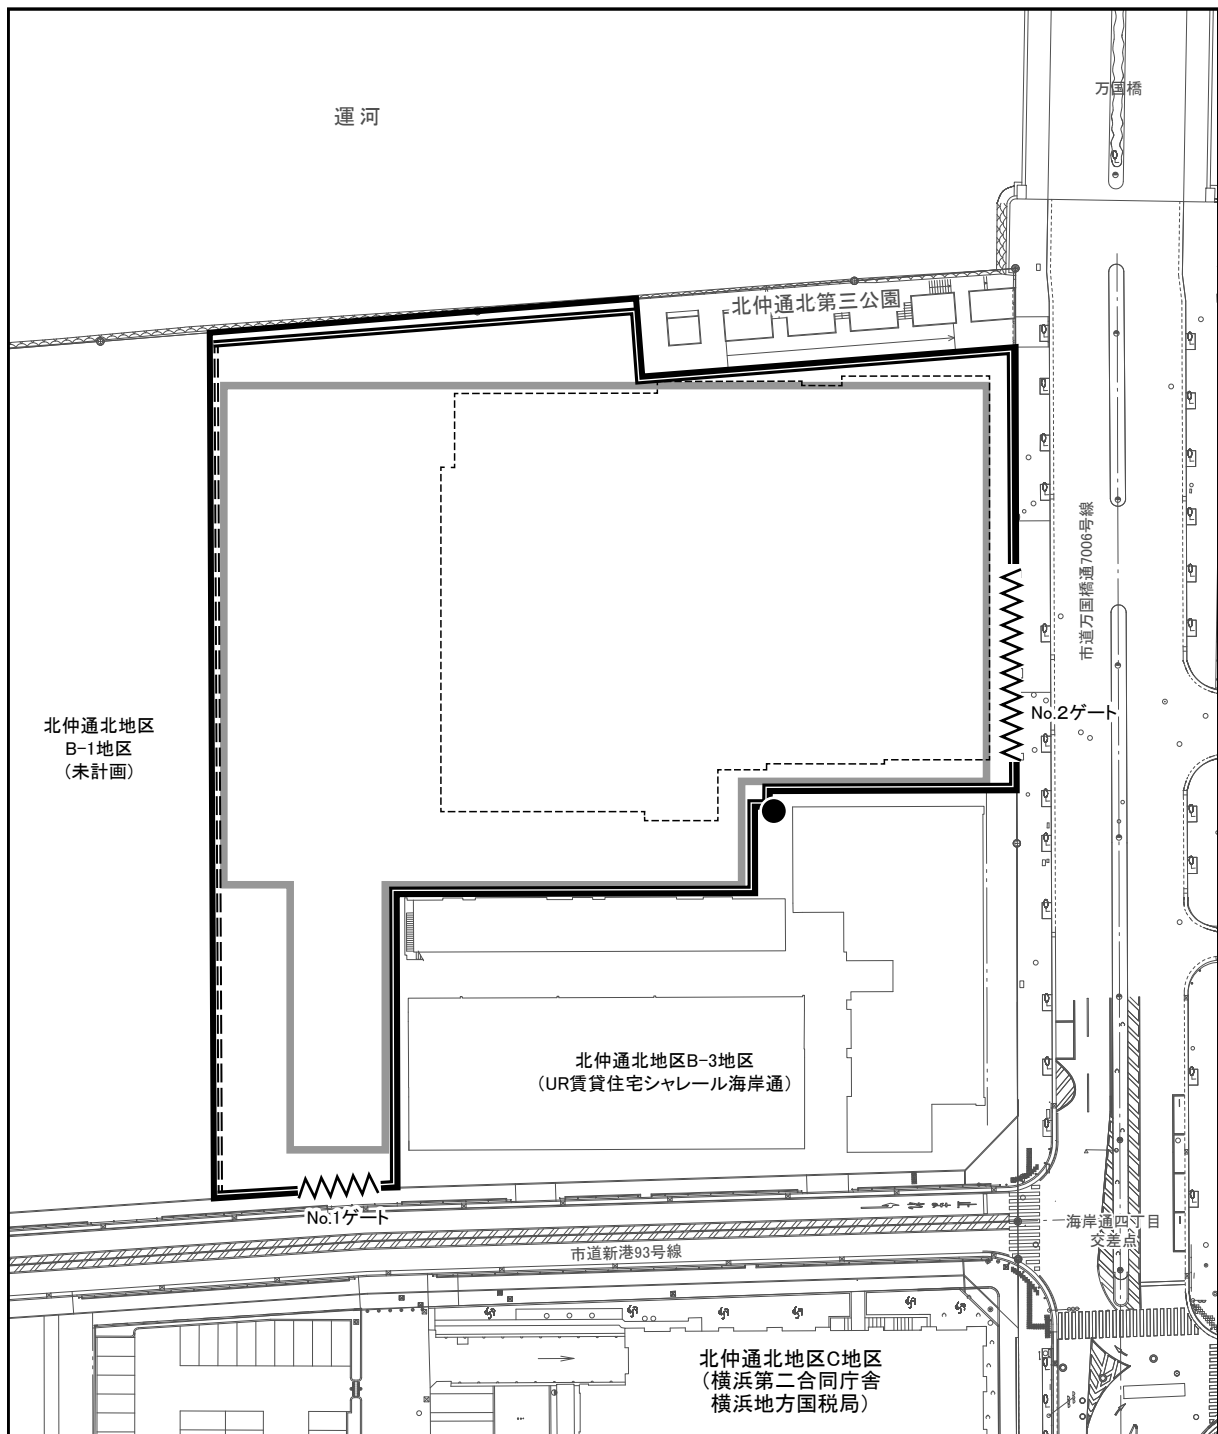 運河
万国橋
北仲通北第三公園
市道万国橋通7006号線
No.2ゲート
北仲通北地区
B-1地区
(未計画)
北仲通北地区B-3地区
(UR賃貸住宅シャレール海岸通)
No.1ゲート
海岸通四丁目
交差点
市道新港93号線
北仲通北地区C地区
(横浜第二合同庁舎
横浜地方国税局)